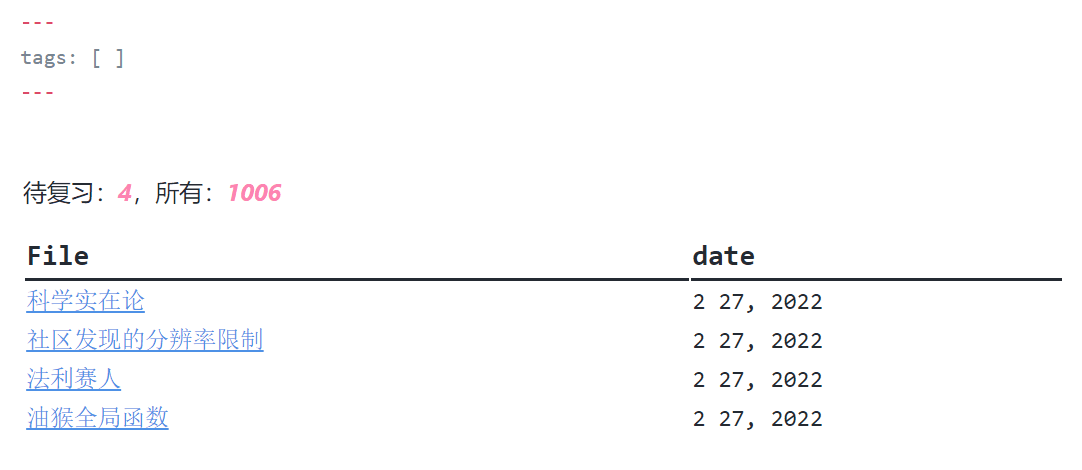 ---
tags: [ ]
---
待复习：4，所有：1006
File date
科学实在论 2 27, 2022
社区发现的分辨率限制 2 27, 2022
法利赛人 2 27, 2022
油猴全局函数 2 27, 2022